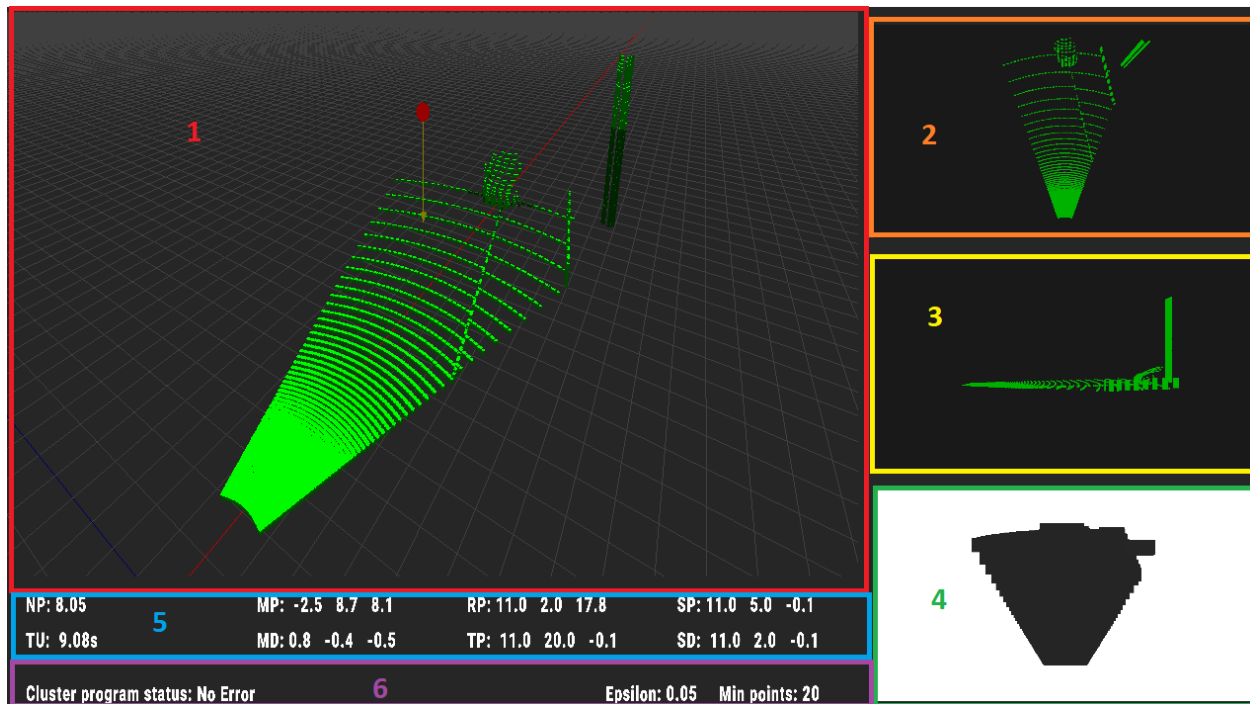 1
2
3
4
NP: 8.05 MP: -2.5 8.7 8.1 RP: 11.0 2.0 17.8 SP: 11.0 5.0 -0.1
5
TU: 9.08s MD: 0.8 -0.4 -0.5 TP: 11.0 20.0 -0.1 SD: 11.0 2.0 -0.1
Cluster program status: No Error 6 Epsilon: 0.05 Min points: 20